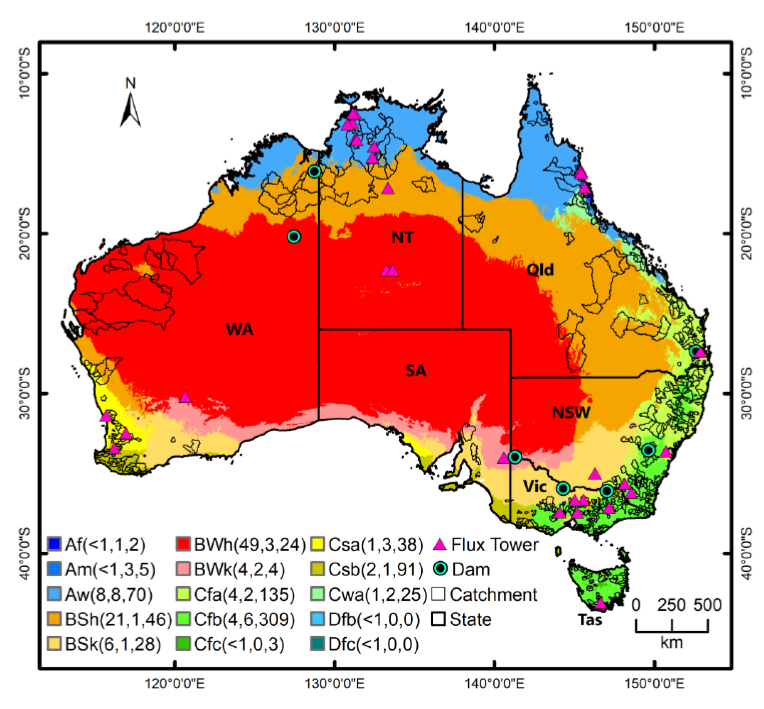 120°0'0"E 130°0'0"E 140°0'0"E 150°0'0"E
10°0'0"S 10°0'0"S
N
20°0'0"S 20°0'0"S
NT
Qld
WA
SA
30°0'0"S 30°0'0"S
NSW
Vic
40°0'0"S 40°0'0"S
Af(<1,1,2) BWh(49,3,24) Csa(1,3,38) Flux Tower
Am(<1,3,5) BWk(4,2,4) Csb(2,1,91) Dam
Aw(8,8,70) Cfa(4,2,135) Cwa(1,2,25) Catchment
BSh(21,1,46) Cfb(4,6,309) Dfb(<1,0,0) State
BSk(6,1,28) Cfc(<1,0,3) Dfc(<1,0,0)
Tas
0 250 500
km
120°0'0"E 130°0'0"E 140°0'0"E 150°0'0"E